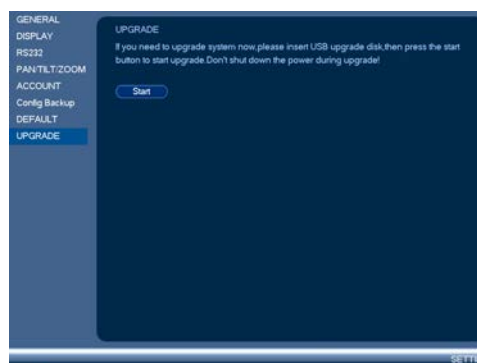 GENERAL
DISPLAY
RS232
PAN/TILT/ZOOM
ACCOUNT
Config Backup
DEFAULT
UPGRADE
UPGRADE
If you need to upgrade system now,please insert USB upgrade disk,then press the start
button to start upgrade.Don't shut down the power during upgrade!
Start